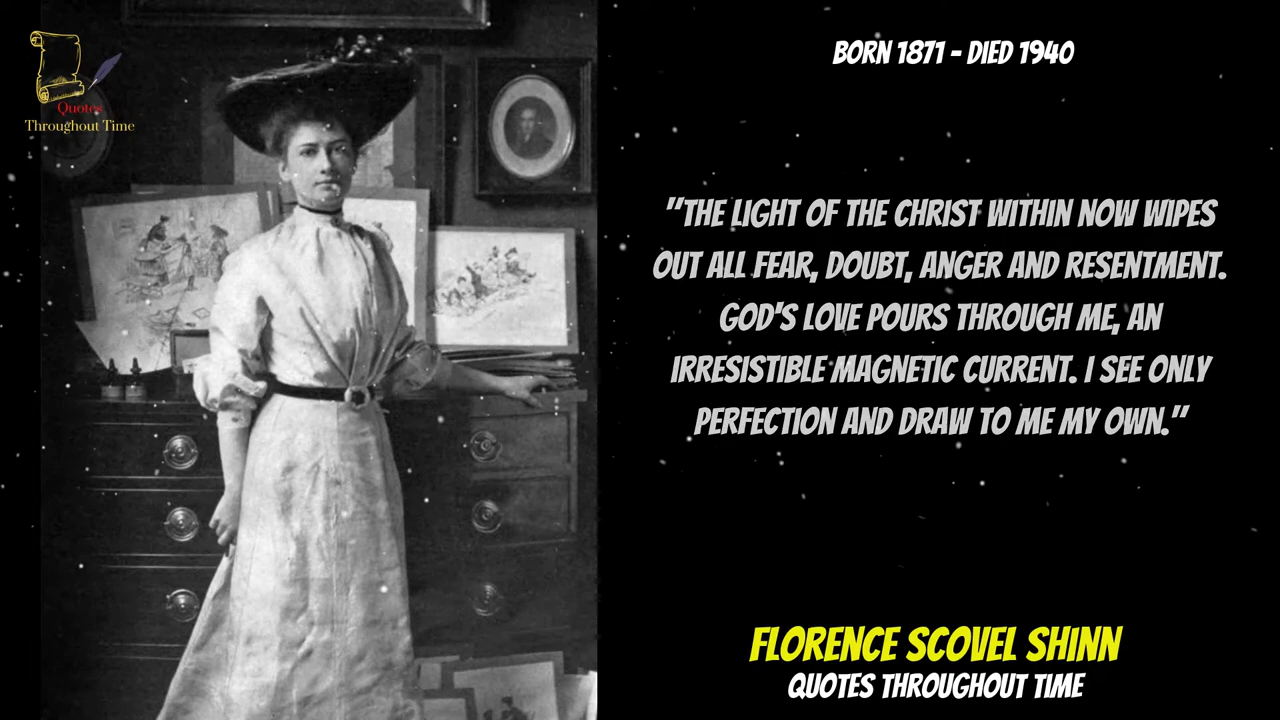 Quotes
Throughout Time
BORN 1871 - DIED 1940
"THE LIGHT OF THE CHRIST WITHIN NOW WIPES
OUT ALL FEAR, DOUBT, ANGER AND RESENTMENT.
GOD'S LOVE POURS THROUGH ME, AN
IRRESISTIBLE MAGNETIC CURRENT. I SEE ONLY
PERFECTION AND DRAW TO ME MY OWN."
FLORENCE SCOVEL SHINN
QUOTES THROUGHOUT TIME